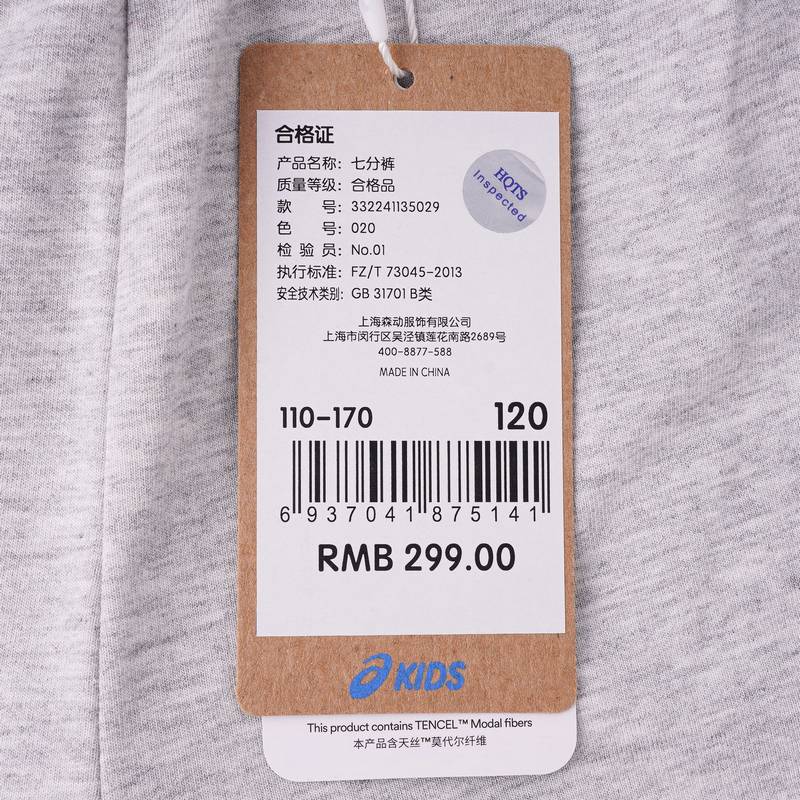 合格证
产品名称: 七分裤
质量等级: 合格品
款 号: 332241135029
色 号: 020
检 验 员: No.01
执行标准: FZ/T 73045-2013
安全技术类别: GB 31701 B类
HQTS
Inspected
上海森动服饰有限公司
上海市闵行区吴泾镇莲花南路2689号
400-8877-588
MADE IN CHINA
110-170 120
6 937041 875141
RMB 299.00
KIDS
This product contains TENCEL™ Modal fibers
本产品含天丝™莫代尔纤维